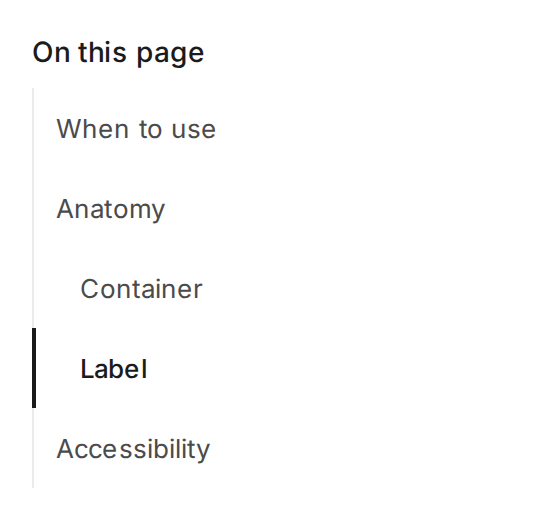 On this page
When to use
Anatomy
Container
Label
Accessibility